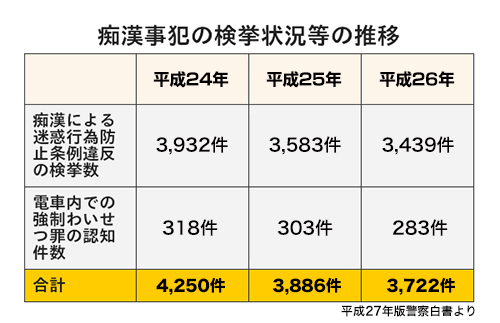 痴漢事犯の検挙状況等の推移
平成24年 平成25年 平成26年
痴漢による
迷惑行為防
止条例違反
の検挙数
3,932件 3,583件 3,439件
電車内での
強制わいせ
つ罪の認知
件数
318件 303件 283件
合計 4,250件 3,886件 3,722件
平成27年版警察白書より